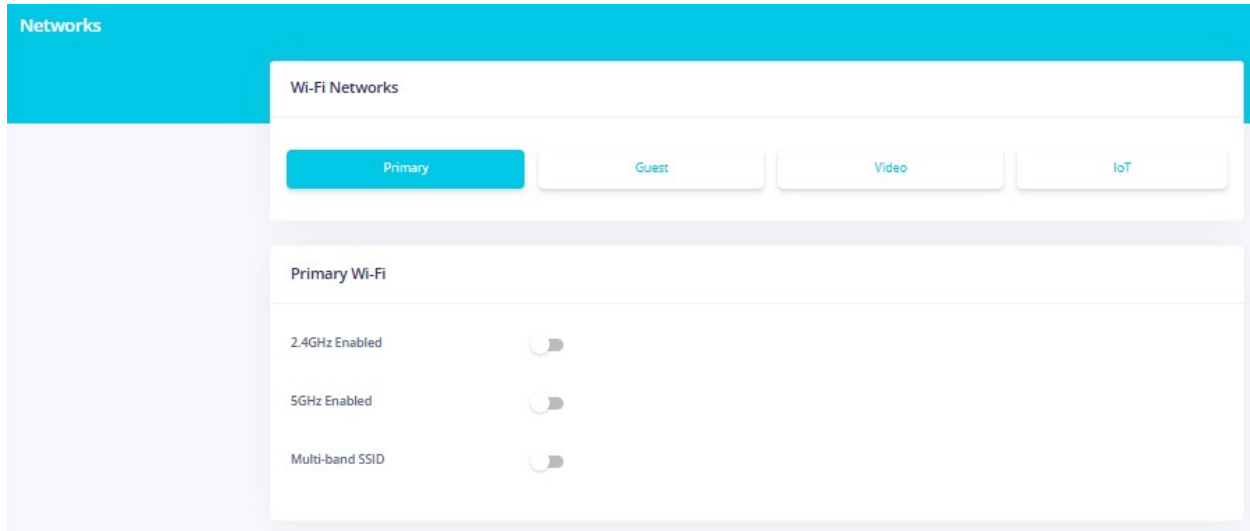 Networks
Wi-Fi Networks
Primary Guest Video IoT
Primary Wi-Fi
2.4GHz Enabled
5GHz Enabled
Multi-band SSID